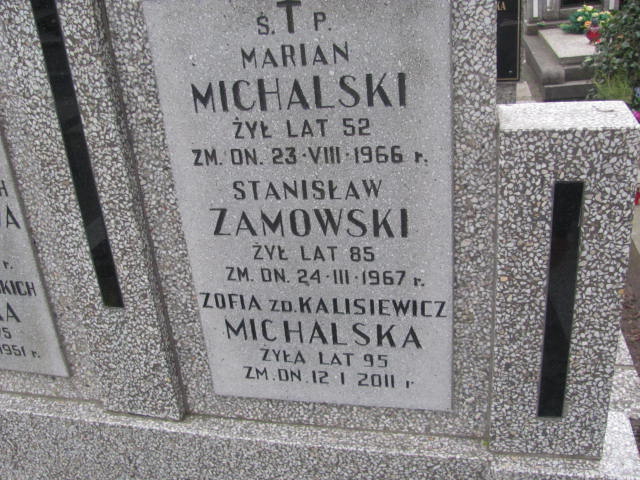 Ś. P.
MARIAN
MICHALSKI
ŻYŁ LAT 52
ZM. DN. 23·VIII·1966 r.
STANISŁAW
ZAMOWSKI
ŻYŁ LAT 85
ZM. DN. 24·III·1967 r.
ZOFIA ZD. KALISIEWICZ
MICHALSKA
ŻYŁA LAT 95
ZM. DN. 12·I 2011 r
1951 r.